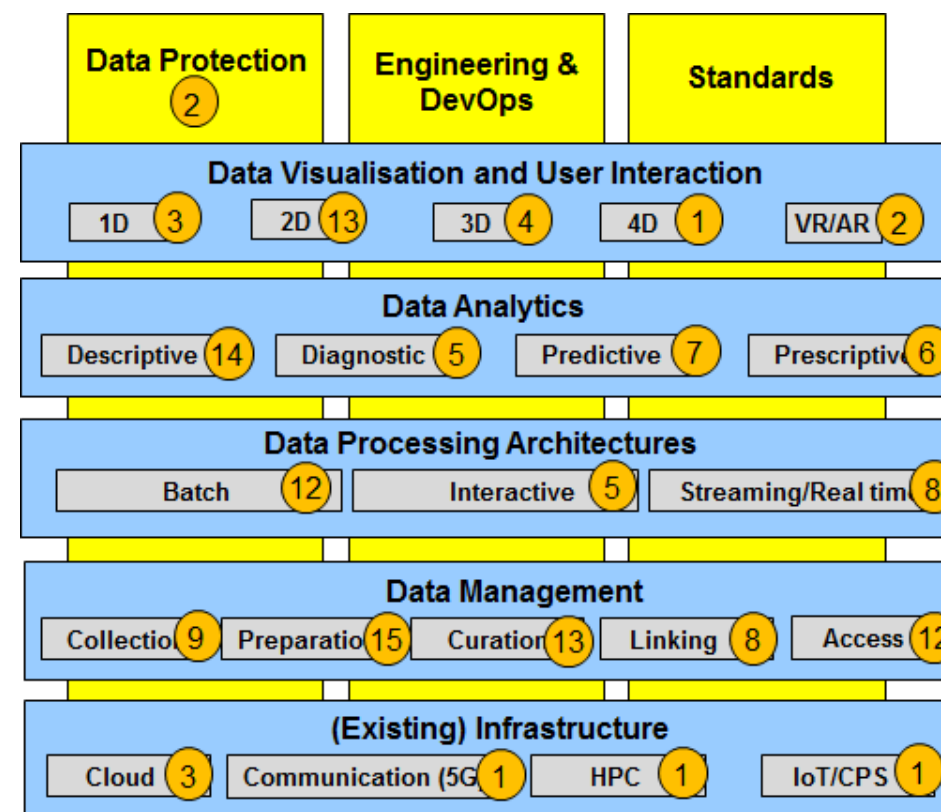 Data Protection
2
Engineering &
DevOps
Standards
Data Visualisation and User Interaction
1D 3 2D 13 3D 4 4D 1 VR/AR 2
Data Analytics
Descriptive 14 Diagnostic 5 Predictive 7 Prescriptive 6
Data Processing Architectures
Batch 12 Interactive 5 Streaming/Real time 8
Data Management
Collection 9 Preparation 15 Curation 13 Linking 8 Access 12
(Existing) Infrastructure
Cloud 3 Communication (5G) 1 HPC 1 IoT/CPS 1